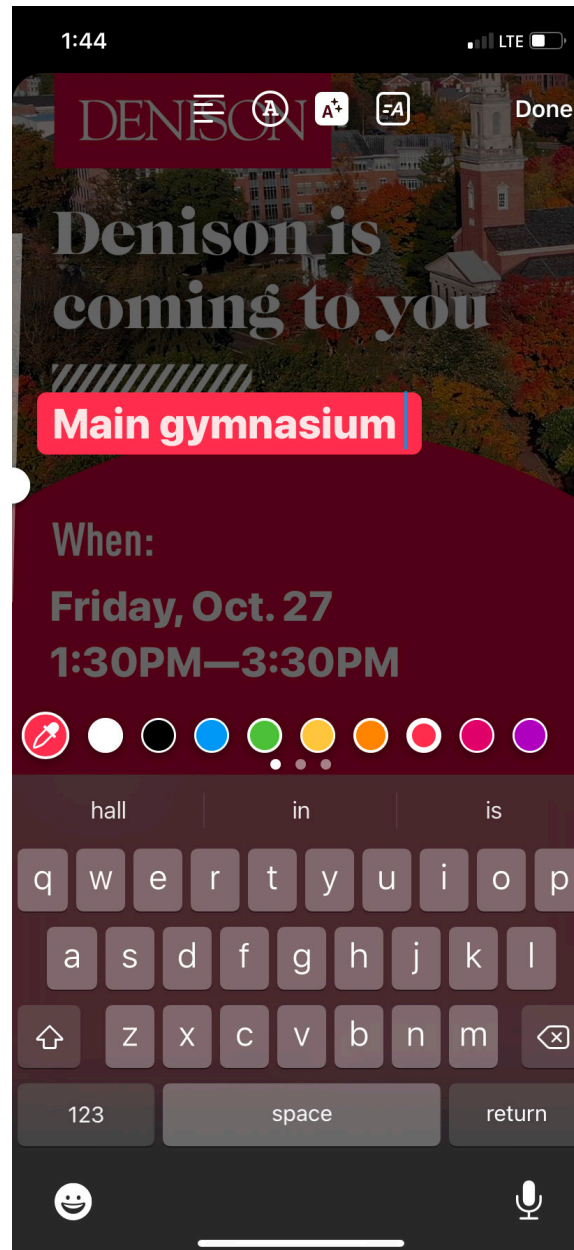 1:44
LTE
DENISON
A
A
A
Done
Denison is
coming to you
Main gymnasium
When:
Friday, Oct. 27
1:30PM—3:30PM
hall in is
q w e r t y u i o p
a s d f g h j k l
z x c v b n m
123 space return